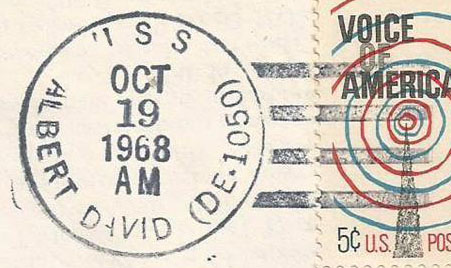 USS
ALBERT DAVID (DE-1050)
OCT
19
1968
AM
VOICE
OF
AMERICA
5¢ U.S. POS